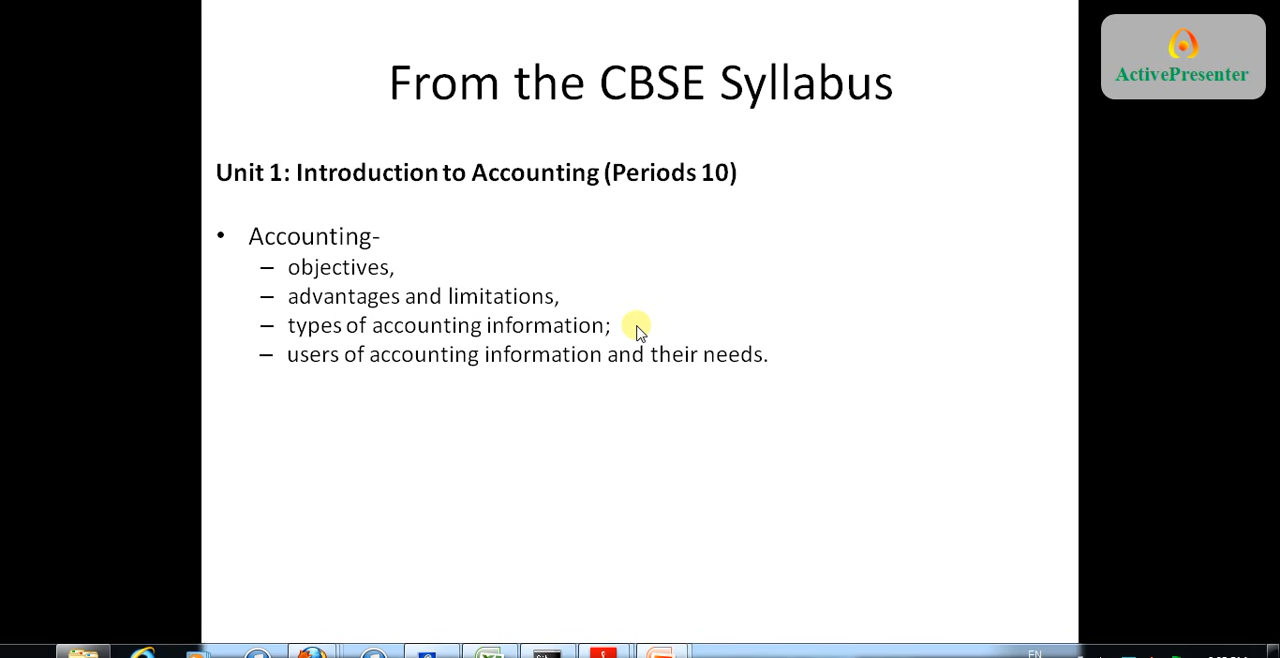 From the CBSE Syllabus
ActivePresenter
Unit 1: Introduction to Accounting (Periods 10)
• Accounting-
– objectives,
– advantages and limitations,
– types of accounting information;
– users of accounting information and their needs.
EN